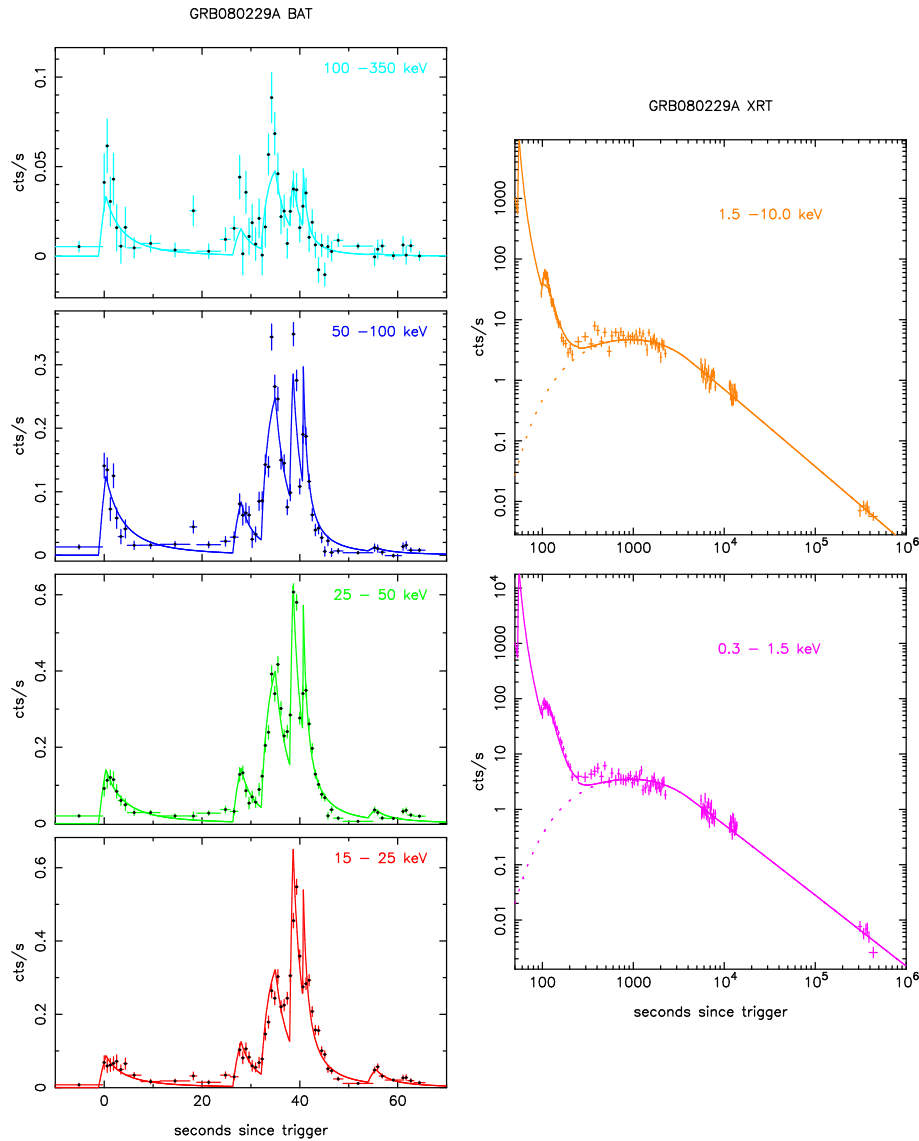 GRB080229A BAT
100 −350 keV
cts/s
0.1
0.05
0
50 −100 keV
cts/s
0.3
0.2
0.1
0
25 − 50 keV
cts/s
0.6
0.4
0.2
0
15 − 25 keV
cts/s
0.6
0.4
0.2
0
0 20 40 60
seconds since trigger
GRB080229A XRT
1.5 −10.0 keV
cts/s
1000
100
10
1
0.1
0.01
100 1000 10⁴ 10⁵ 10⁶
0.3 − 1.5 keV
cts/s
10⁴
1000
100
10
1
0.1
0.01
100 1000 10⁴ 10⁵ 10⁶
seconds since trigger